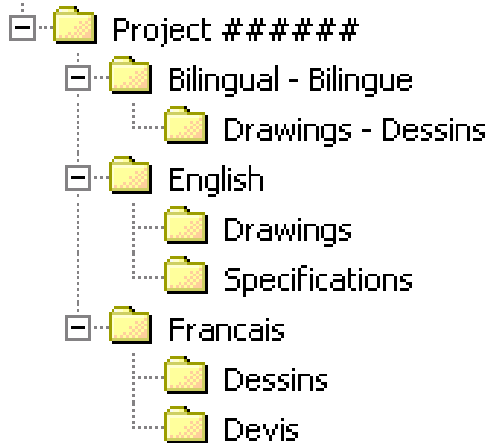 Project ######
Bilingual - Bilingue
Drawings - Dessins
English
Drawings
Specifications
Francais
Dessins
Devis